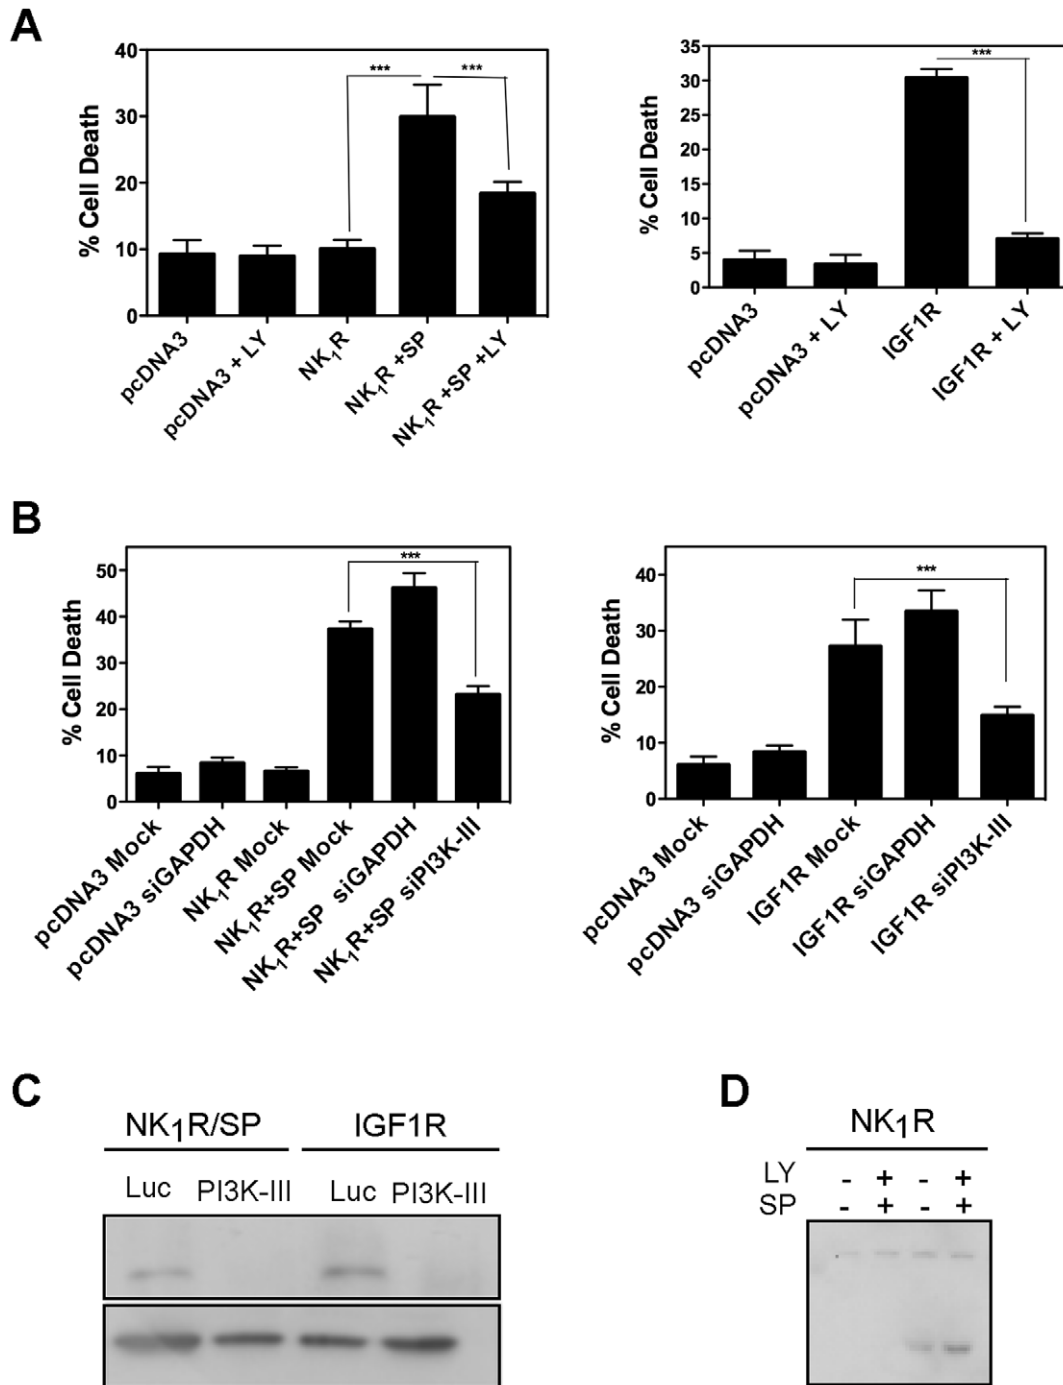 A
% Cell Death
40
30
20
10
0
***
***
pcDNA3
pcDNA3 + LY
NK1R
NK1R +SP
NK1R +SP +LY
% Cell Death
35
30
25
20
15
10
5
0
***
pcDNA3
pcDNA3 + LY
IGF1R
IGF1R + LY
B
% Cell Death
50
40
30
20
10
0
***
pcDNA3 Mock
pcDNA3 siGAPDH
NK1R Mock
NK1R+SP Mock
NK1R+SP siGAPDH
NK1R+SP siPI3K-III
% Cell Death
40
30
20
10
0
***
pcDNA3 Mock
pcDNA3 siGAPDH
IGF1R Mock
IGF1R siGAPDH
IGF1R siPI3K-III
C
NK1R/SP IGF1R
Luc PI3K-III Luc PI3K-III
D
NK1R
LY - + - +
SP - + - +